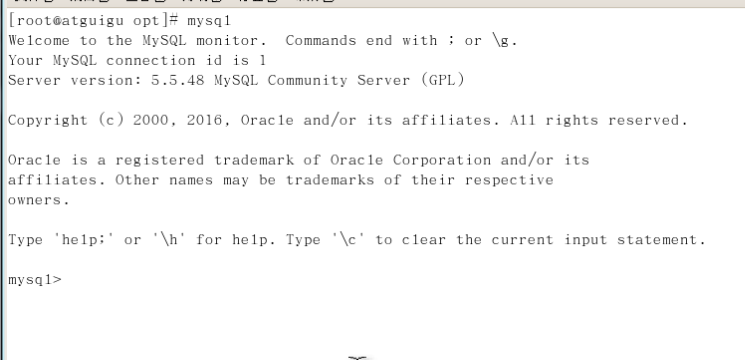 [root@atguigu opt]# mysql
Welcome to the MySQL monitor.  Commands end with ; or \g.
Your MySQL connection id is 1
Server version: 5.5.48 MySQL Community Server (GPL)
Copyright (c) 2000, 2016, Oracle and/or its affiliates. All rights reserved.
Oracle is a registered trademark of Oracle Corporation and/or its
affiliates. Other names may be trademarks of their respective
owners.
Type 'help;' or '\h' for help. Type '\c' to clear the current input statement.
mysql>